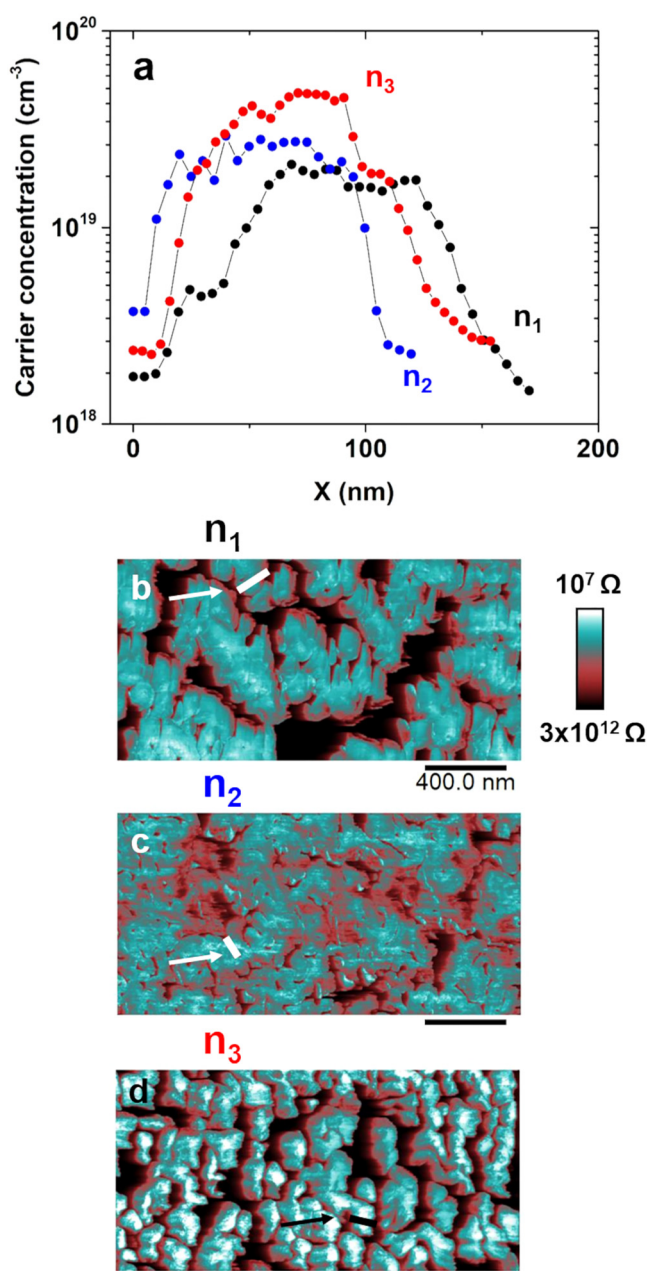 10²⁰
a
n₃
10¹⁹
n₁
n₂
10¹⁸
0
100
200
Carrier concentration (cm⁻³)
X (nm)
n₁
b
10⁷ Ω
3x10¹² Ω
400.0 nm
n₂
c
n₃
d